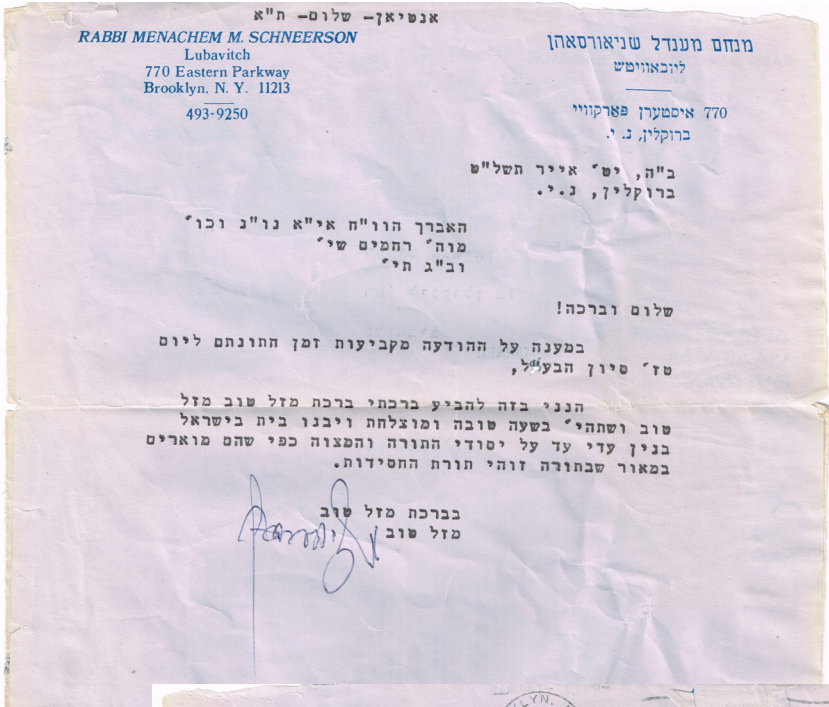 אנטיאן- שלום- ת"א
RABBI MENACHEM M. SCHNEERSON
Lubavitch
770 Eastern Parkway
Brooklyn, N. Y. 11213
493-9250
מנחם מענדל שניאורסאהן
ליובאוויטש
770 איסטערן פארקוויי
ברוקלין, נ. י.
ב"ה, יט' אייר תשל"ט
ברוקלין, נ.י.
האברך הוו"ח אי"א נו"נ וכו'
מוה' רחמים שי'
וב"ג תי'
שלום וברכה!
במענה על ההודעה מקביעות זמן חתונתם ליום
טז' סיון הבע"ל,
הנני בזה להביע ברכתי ברכת מזל טוב מזל
טוב ושתהי' בשעה טובה ומוצלחת ויבנו בית בישראל
בנין עדי עד על יסודי התורה והמצוה כפי שהם מוארים
במאור שבתורה זוהי תורת החסידות.
בברכת מזל טוב
מזל טוב